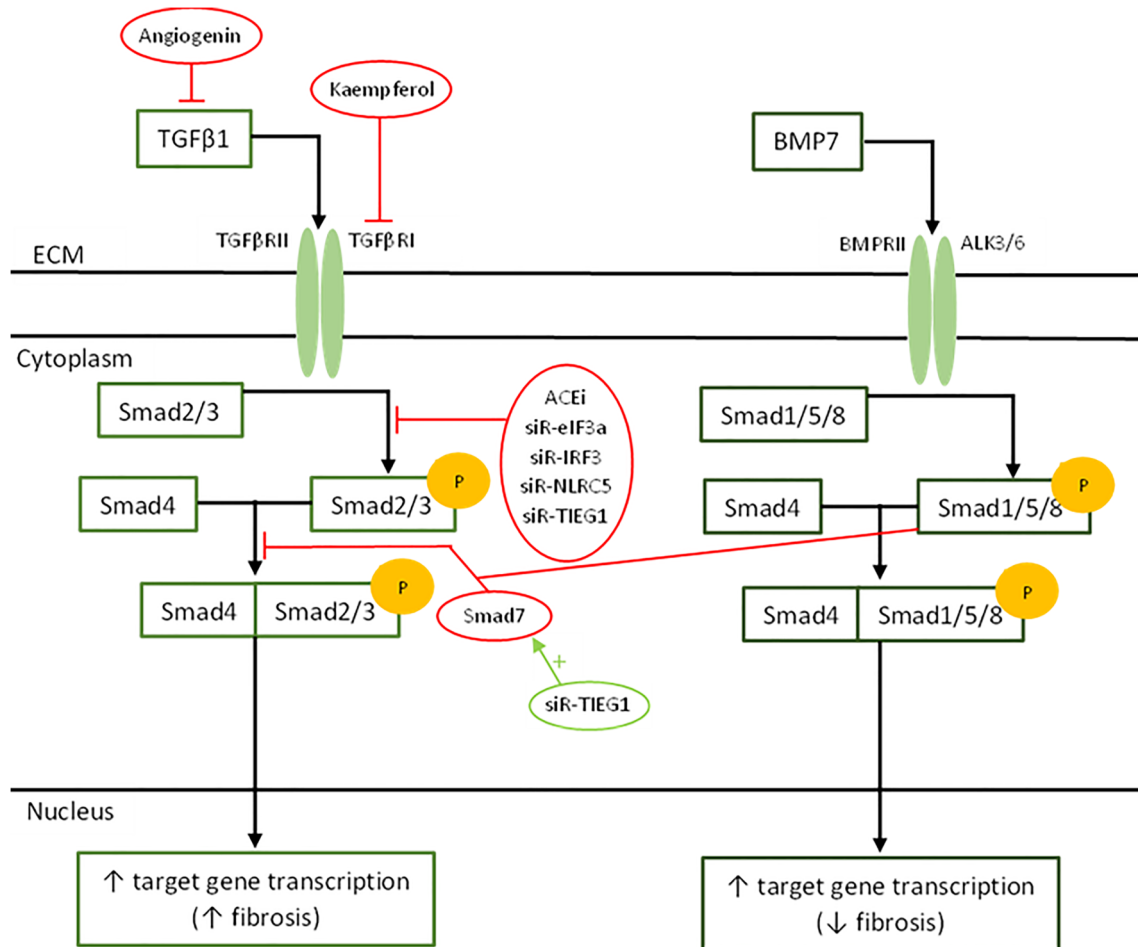 Angiogenin
Kaempferol
TGFβ1
BMP7
TGFβRII
TGFβRI
BMPRII
ALK3/6
ECM
Cytoplasm
Smad2/3
ACEi
siR-eIF3a
siR-IRF3
siR-NLRC5
siR-TIEG1
Smad1/5/8
Smad4
Smad2/3
P
Smad4
Smad1/5/8
P
Smad4
Smad2/3
P
Smad7
Smad4
Smad1/5/8
P
+
siR-TIEG1
Nucleus
↑ target gene transcription
(↑ fibrosis)
↑ target gene transcription
(↓ fibrosis)